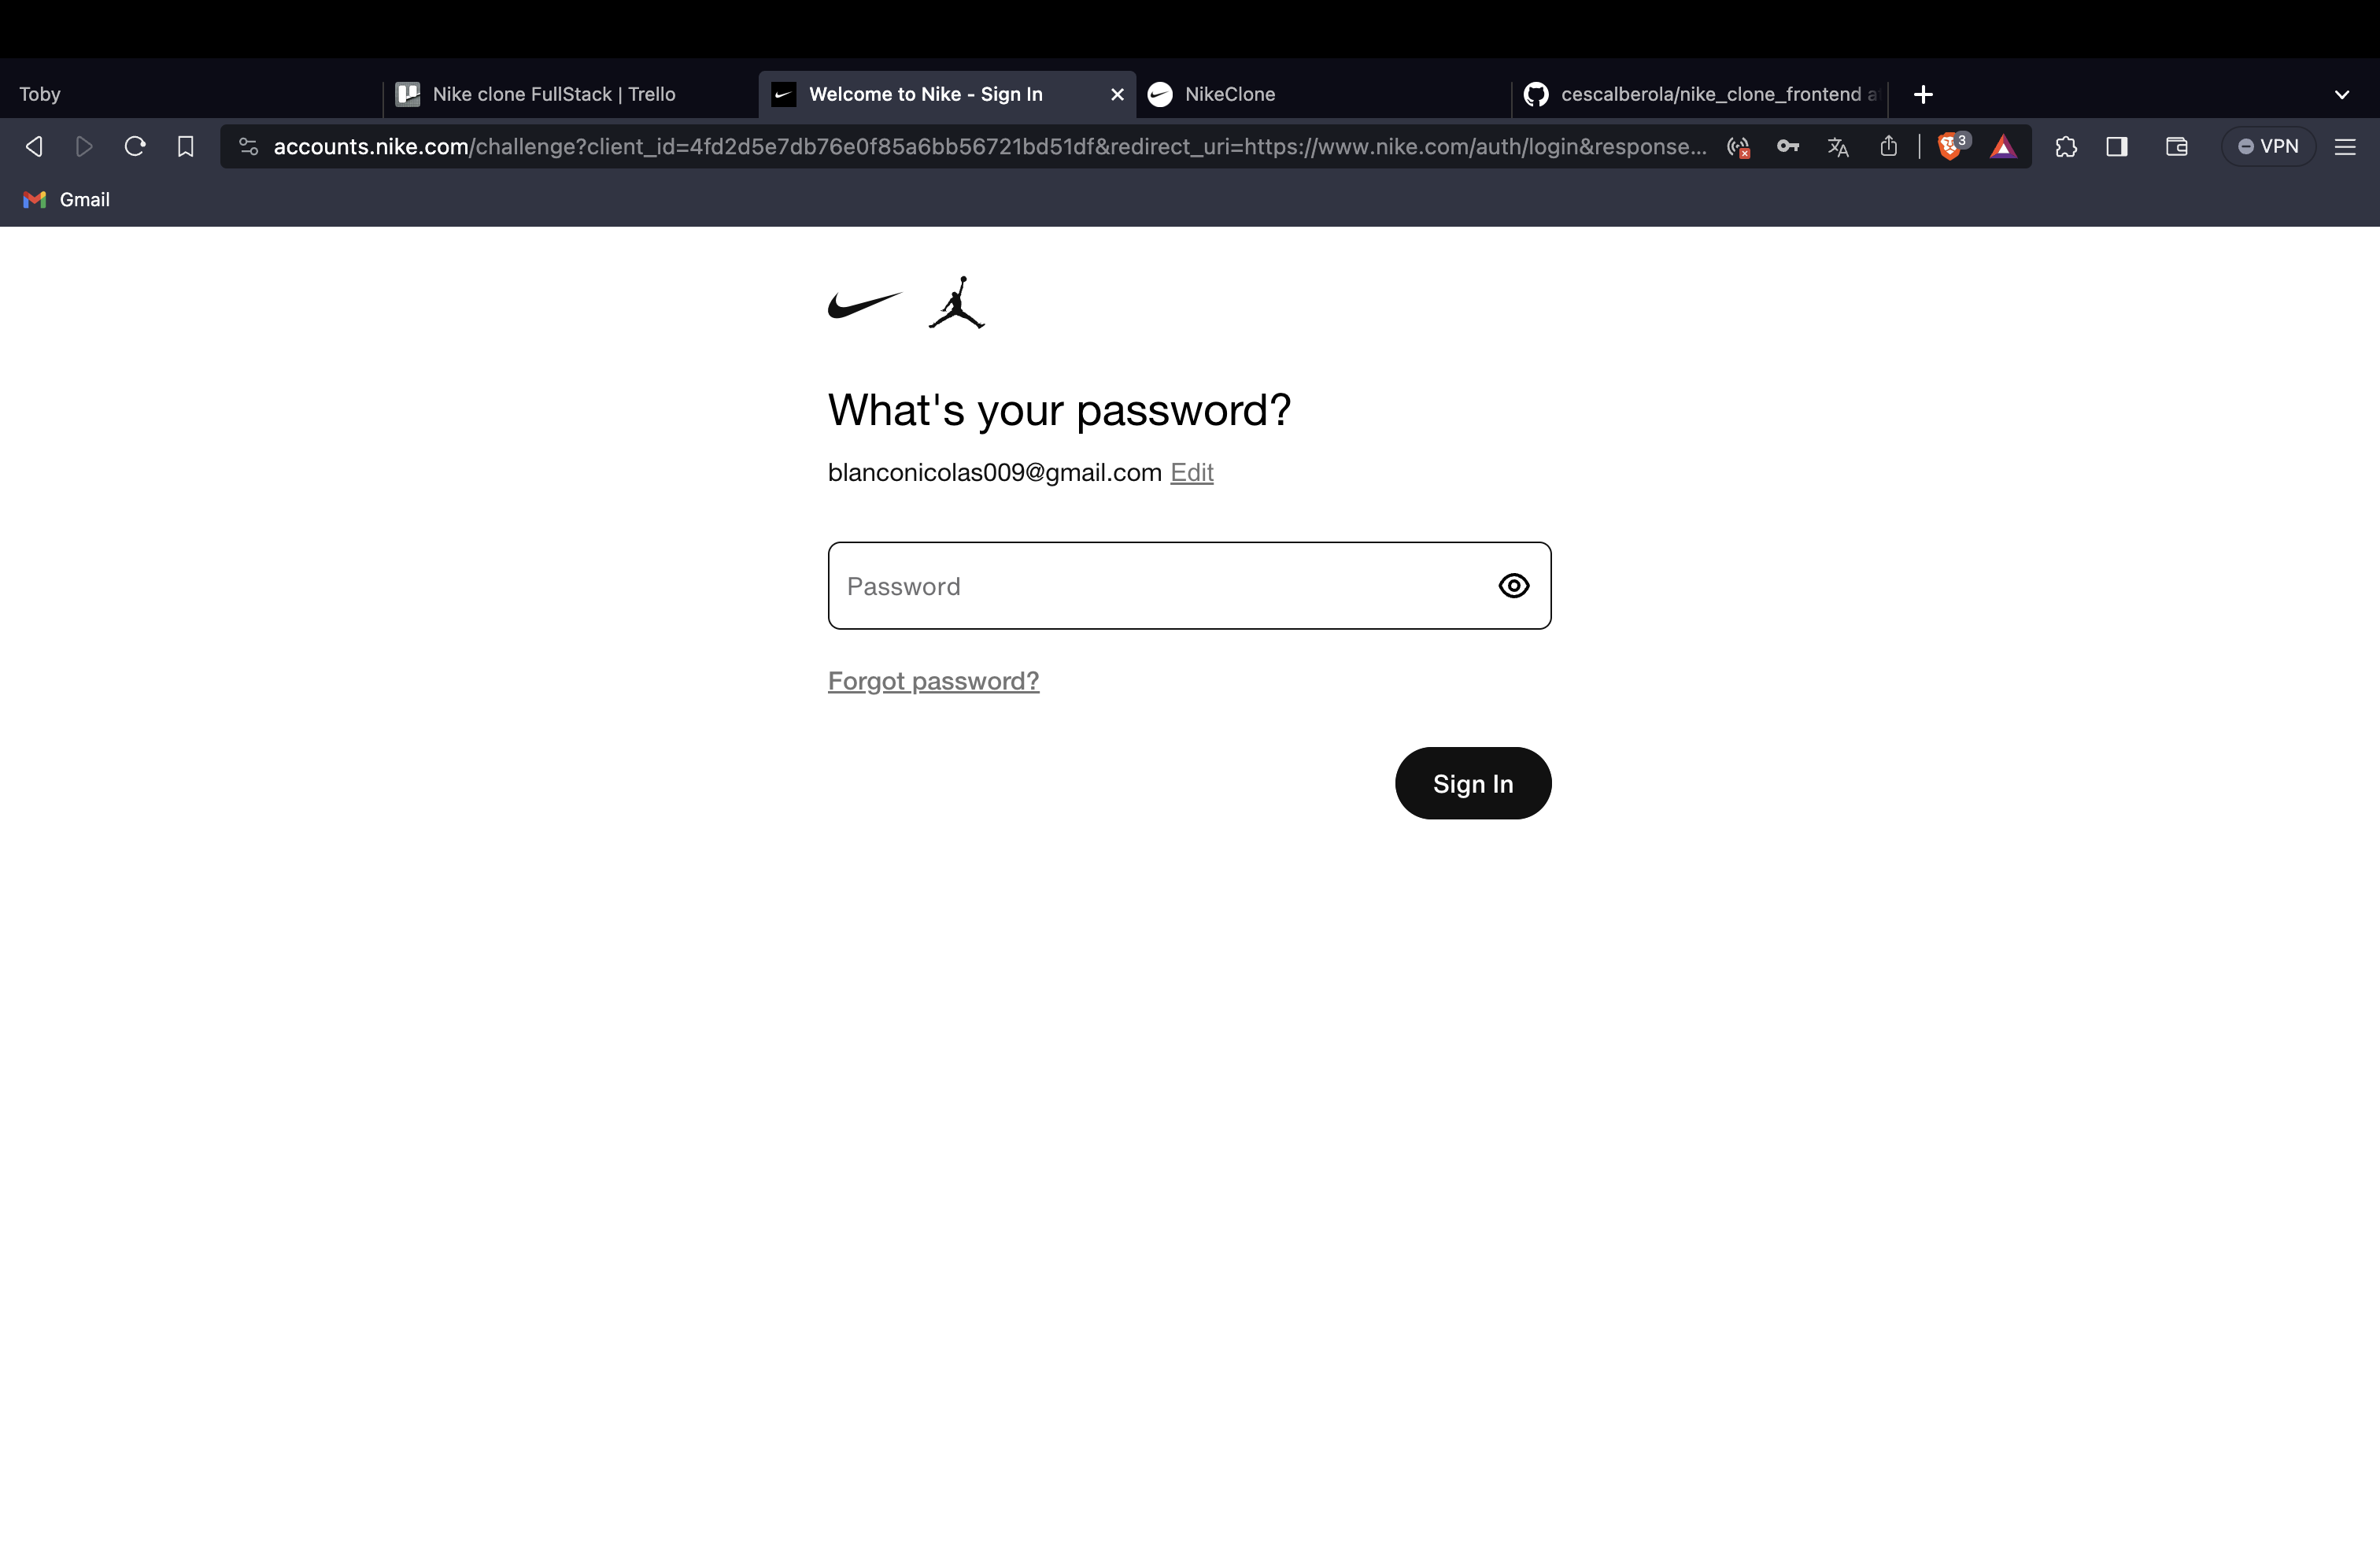 Toby
Nike clone FullStack | Trello
Welcome to Nike - Sign In
NikeClone
cescalberola/nike_clone_frontend
accounts.nike.com/challenge?client_id=4fd2d5e7db76e0f85a6bb56721bd51df&redirect_uri=https://www.nike.com/auth/login&response...
3
VPN
Gmail
What's your password?
blanconicolas009@gmail.com Edit
Password
Forgot password?
Sign In